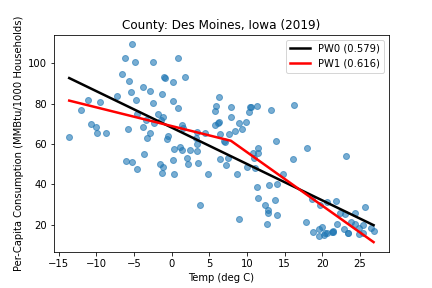 County: Des Moines, Iowa (2019)
PW0 (0.579)
PW1 (0.616)
Per-Capita Consumption (MMBtu/1000 Households)
100
80
60
40
20
−15 −10 −5 0 5 10 15 20 25
Temp (deg C)